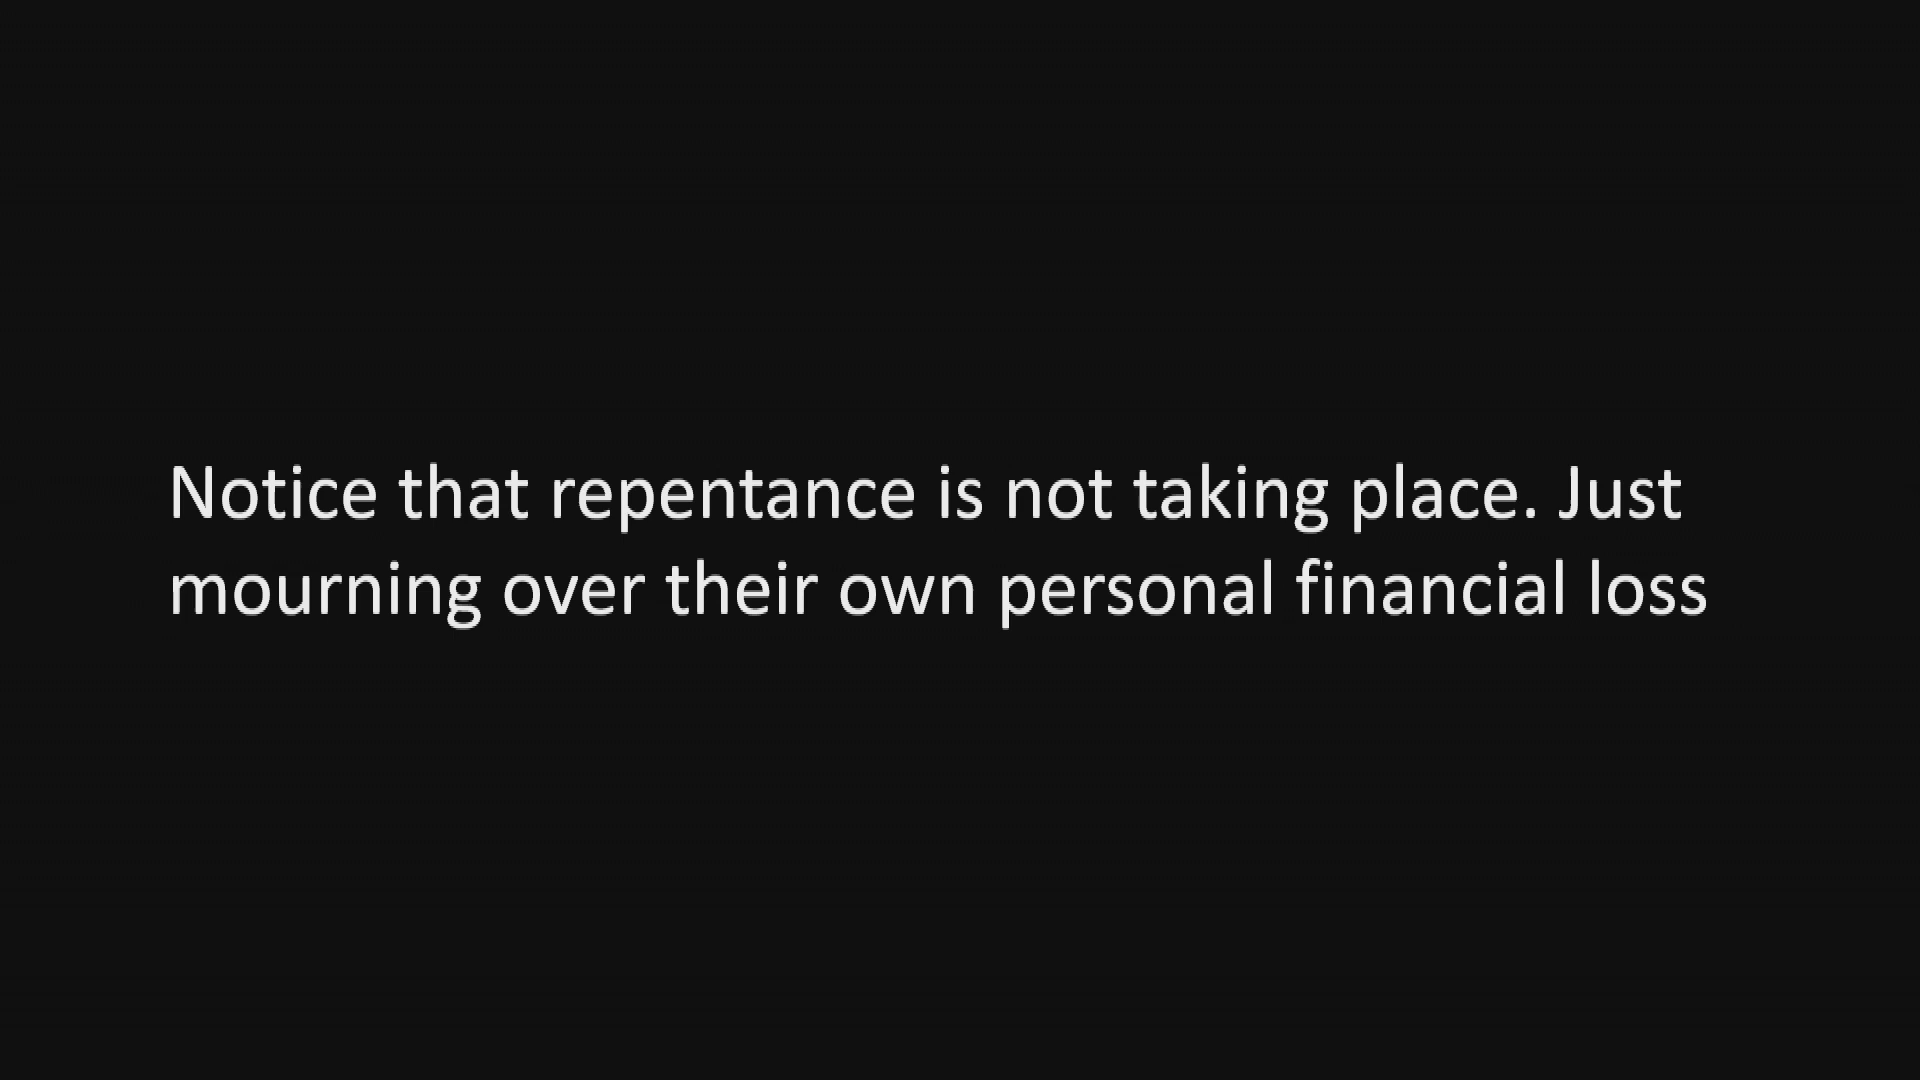 Notice that repentance is not taking place. Just
mourning over their own personal financial loss